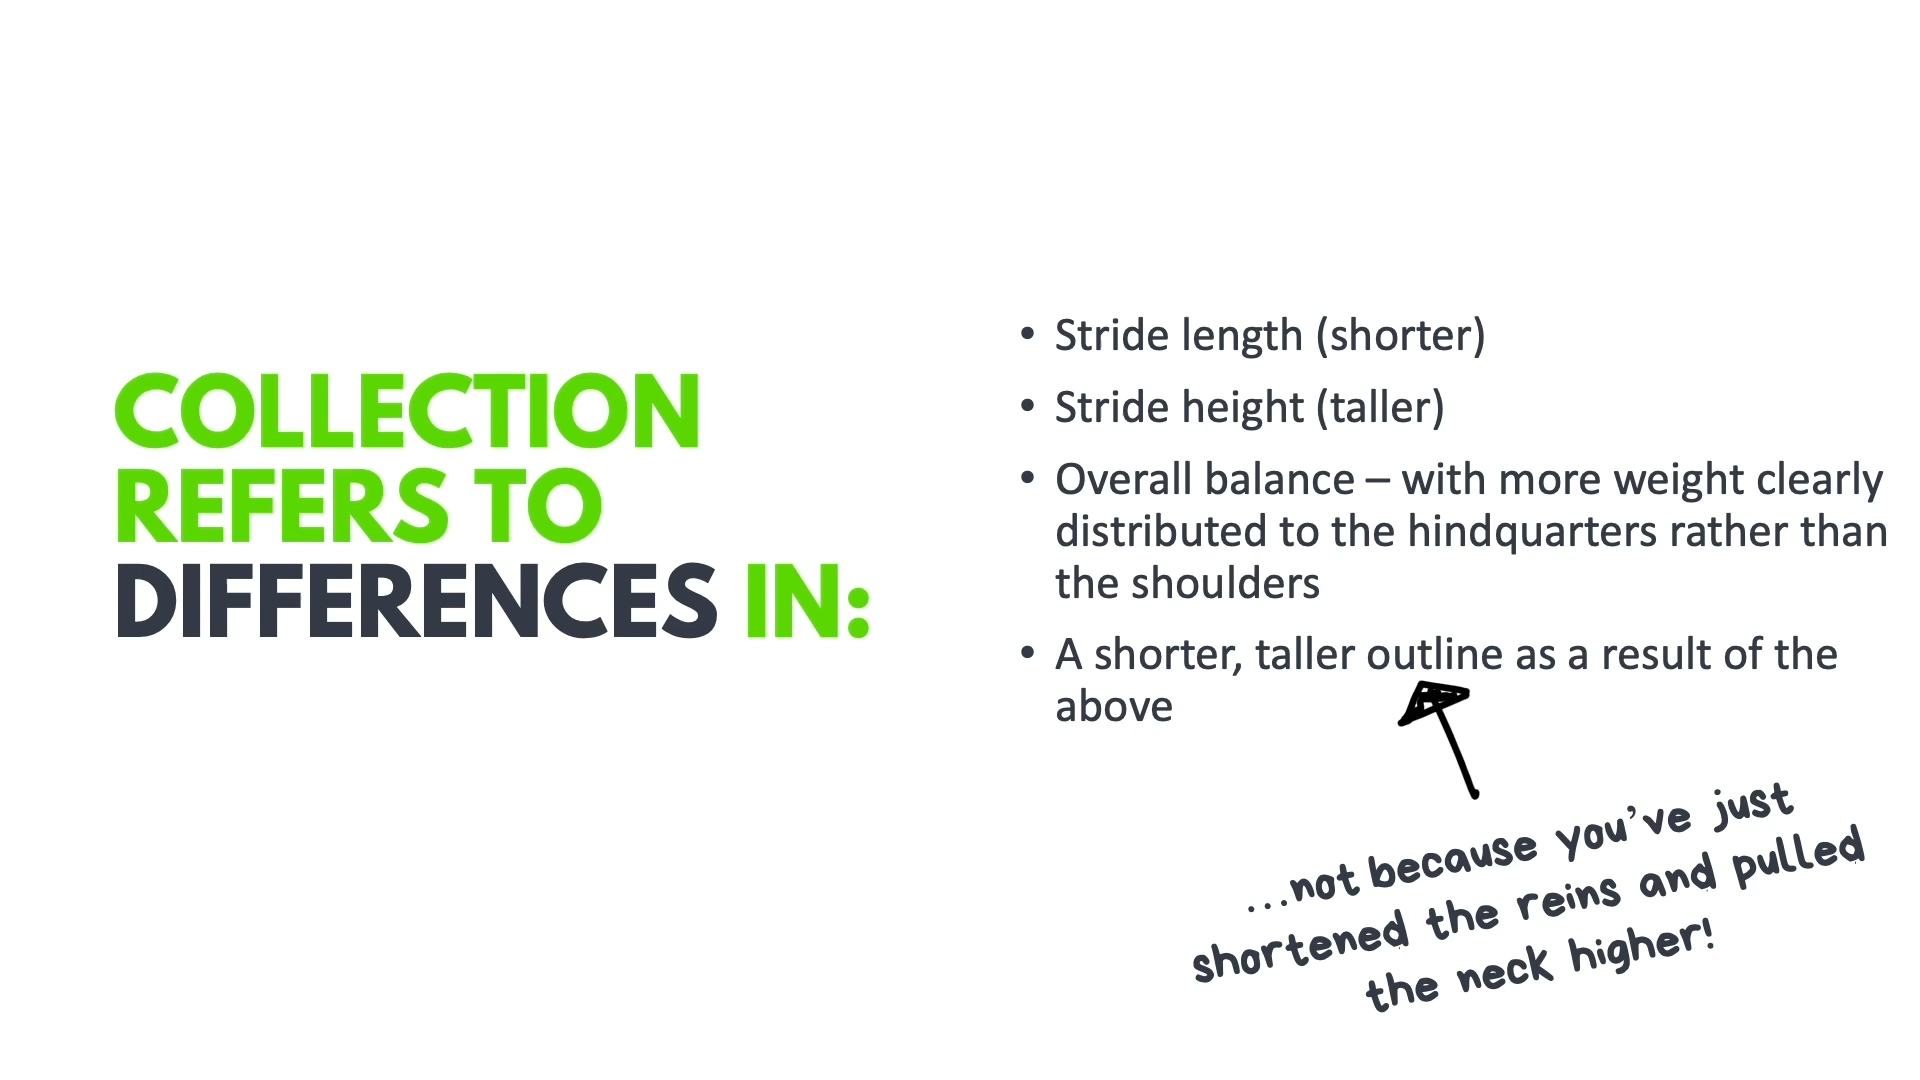 COLLECTION
REFERS TO
DIFFERENCES IN:
• Stride length (shorter)
• Stride height (taller)
• Overall balance – with more weight clearly
distributed to the hindquarters rather than
the shoulders
• A shorter, taller outline as a result of the
above
...not because you've just
shortened the reins and pulled
the neck higher!